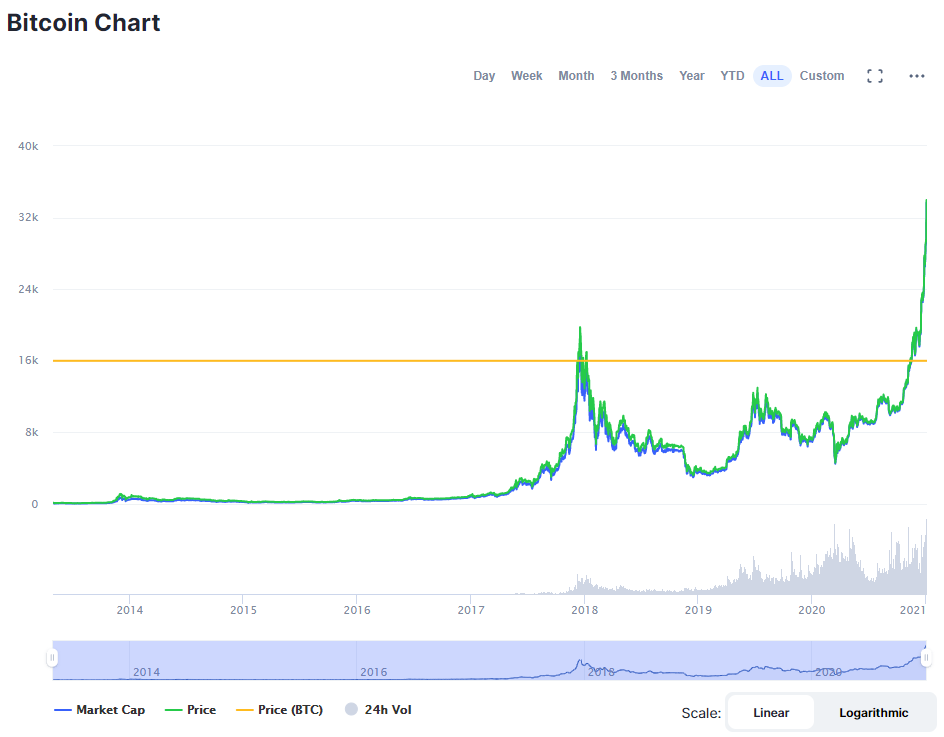 Bitcoin Chart
Day Week Month 3 Months Year YTD ALL Custom
40k
32k
24k
16k
8k
0
2014 2015 2016 2017 2018 2019 2020 2021
2014 2016 2018 2020
Market Cap Price Price (BTC) 24h Vol
Scale: Linear Logarithmic